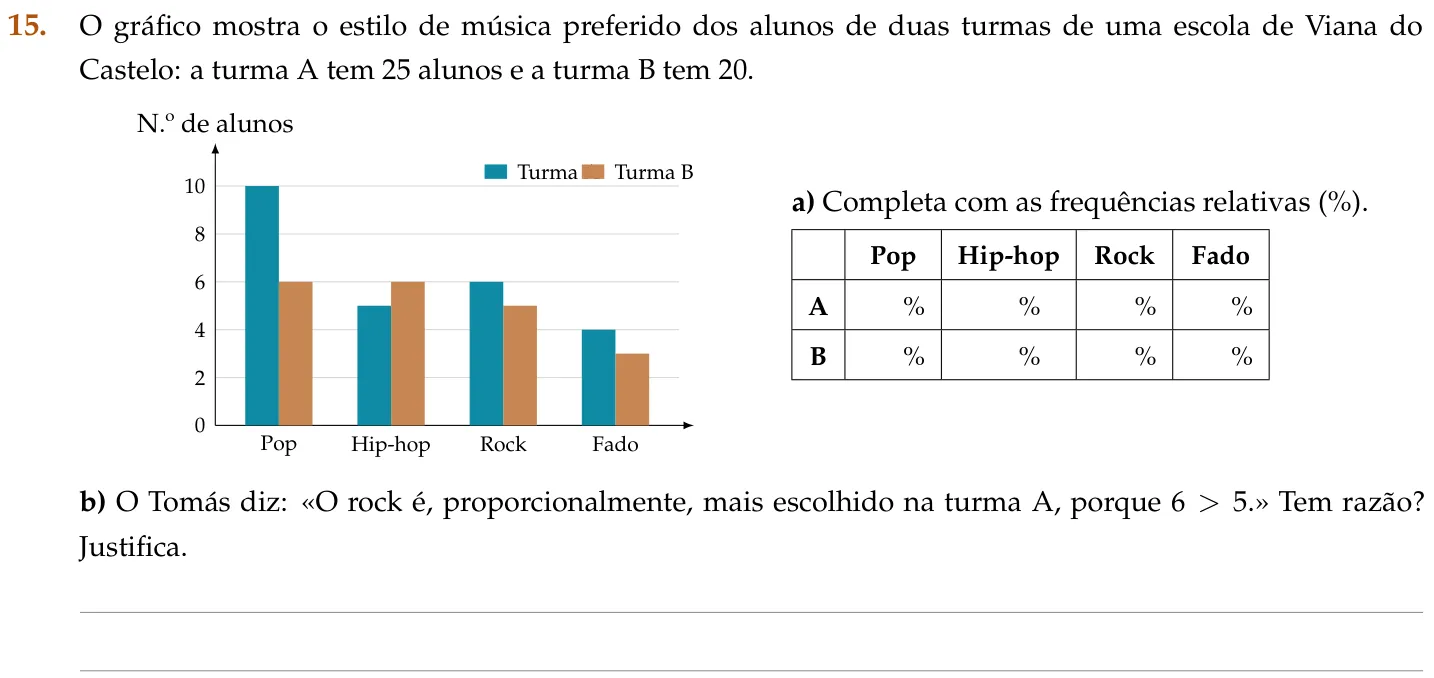 15. O gráfico mostra o estilo de música preferido dos alunos de duas turmas de uma escola de Viana do
Castelo: a turma A tem 25 alunos e a turma B tem 20.
N.º de alunos
Turma Turma B
10
8
6
4
2
0
Pop Hip-hop Rock Fado
a) Completa com as frequências relativas (%).
Pop Hip-hop Rock Fado
A % % % %
B % % % %
b) O Tomás diz: «O rock é, proporcionalmente, mais escolhido na turma A, porque 6 > 5.» Tem razão?
Justifica.